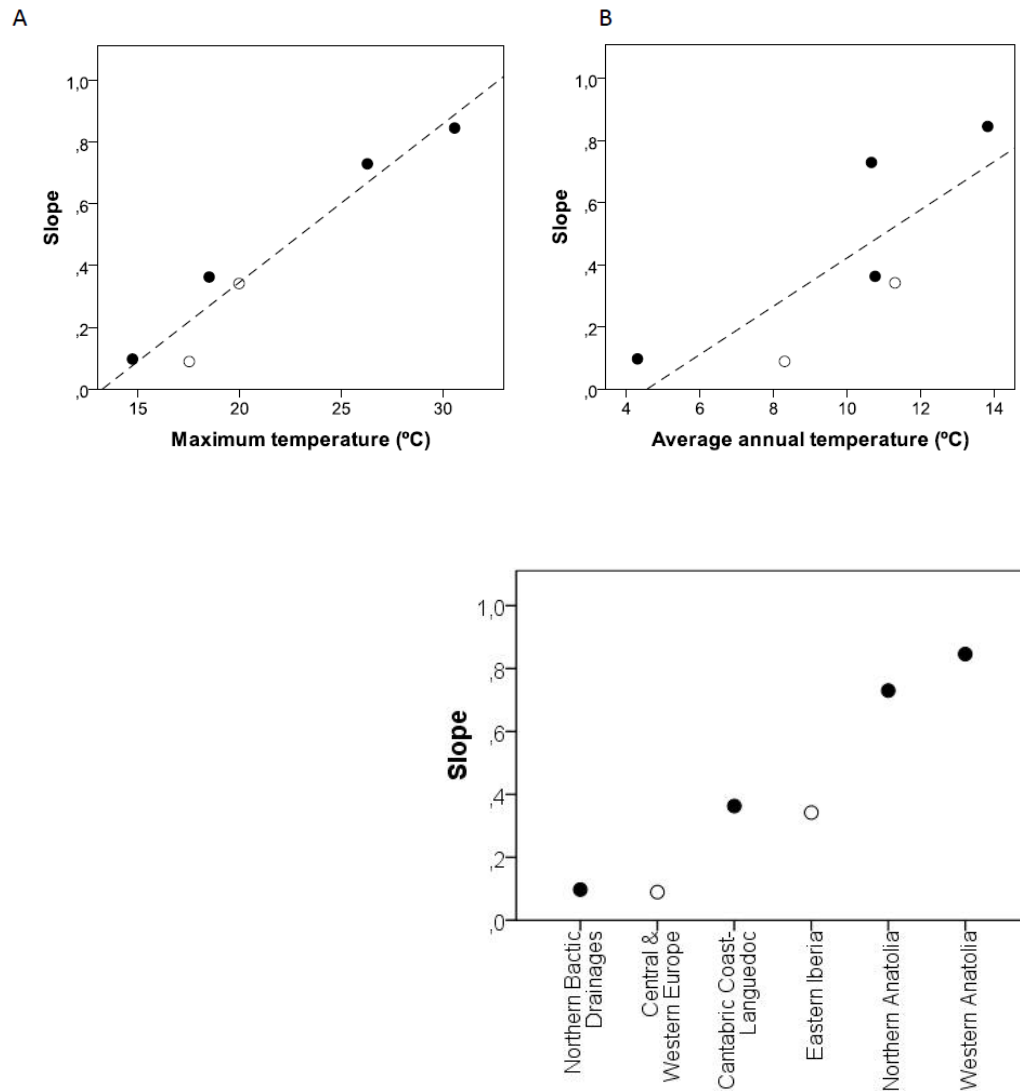 A
B
1,0
,8
,6
,4
,2
,0
Slope
15
20
25
30
Maximum temperature (ºC)
1,0
,8
,6
,4
,2
,0
Slope
4
6
8
10
12
14
Average annual temperature (ºC)
1,0
,8
,6
,4
,2
,0
Slope
Northern Bactic
Drainages
Central &
Western Europe
Cantabric Coast-
Languedoc
Eastern Iberia
Northern Anatolia
Western Anatolia